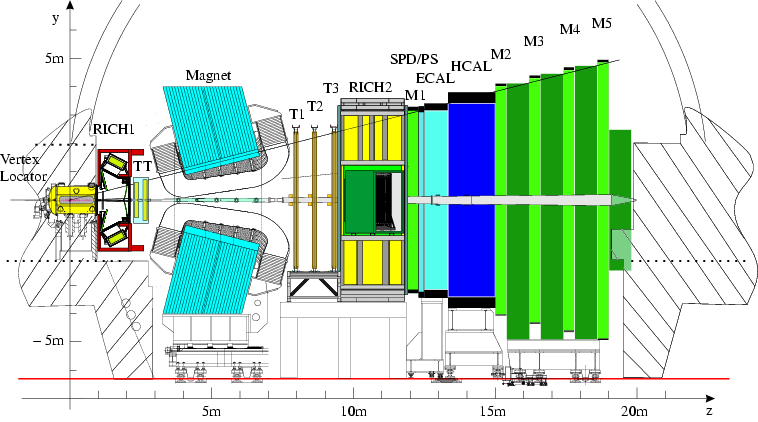 y
5m
Vertex
Locator
RICH1
TT
Magnet
T1
T2
T3
RICH2
M1
SPD/PS
ECAL
HCAL
M2
M3
M4
M5
− 5m
5m
10m
15m
20m
z